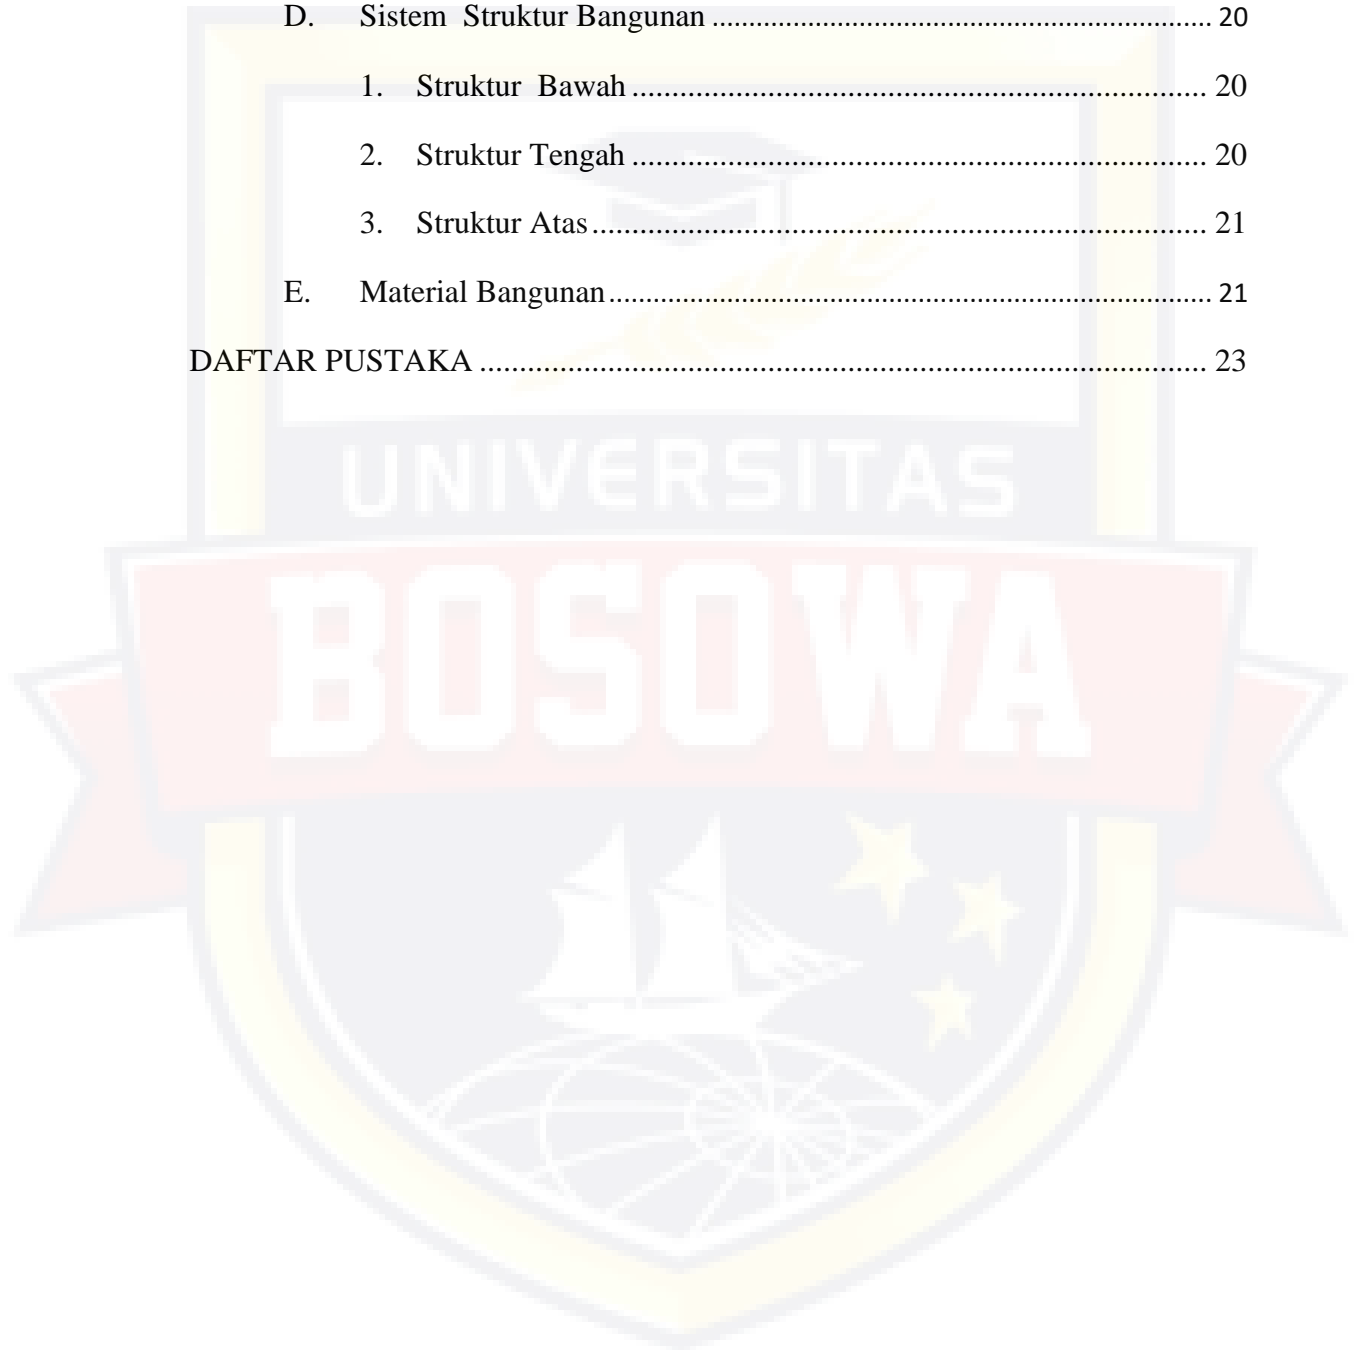 D. Sistem Struktur Bangunan ........................................................................ 20
1. Struktur Bawah ........................................................................ 20
2. Struktur Tengah ........................................................................ 20
3. Struktur Atas ............................................................................. 21
E. Material Bangunan ................................................................................... 21
DAFTAR PUSTAKA ........................................................................................... 23
UNIVERSITAS
BOSOWA